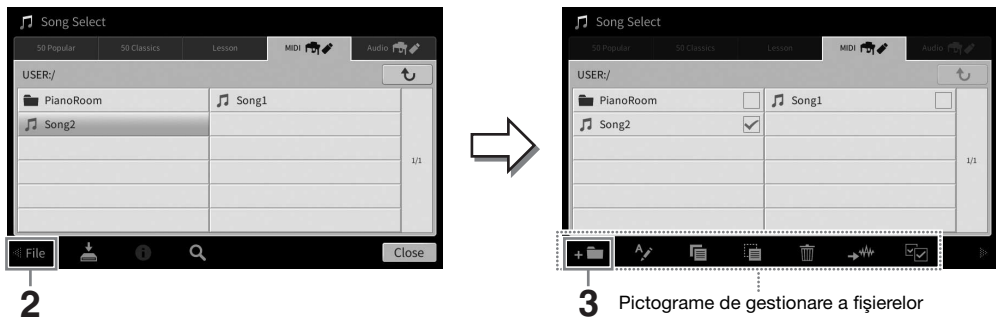 Song Select
50 Popular 50 Classics Lesson MIDI Audio
USER:/
PianoRoom Song1
Song2
1/1
File Close
2
Song Select
50 Popular 50 Classics Lesson MIDI Audio
USER:/
PianoRoom Song1
Song2
1/1
3 Pictograme de gestionare a fișierelor